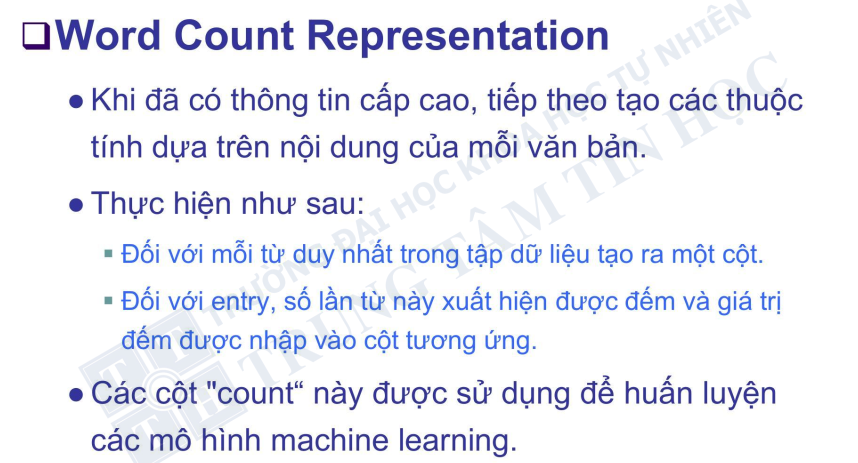 Word Count Representation
Khi đã có thông tin cấp cao, tiếp theo tạo các thuộc
tính dựa trên nội dung của mỗi văn bản.
Thực hiện như sau:
Đối với mỗi từ duy nhất trong tập dữ liệu tạo ra một cột.
Đối với entry, số lần từ này xuất hiện được đếm và giá trị
đếm được nhập vào cột tương ứng.
Các cột "count“ này được sử dụng để huấn luyện
các mô hình machine learning.
TRƯỜNG ĐẠI HỌC KHOA HỌC TỰ NHIÊN
TRUNG TÂM TIN HỌC